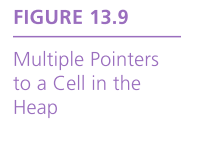 FIGURE 13.9
Multiple Pointers
to a Cell in the
Heap